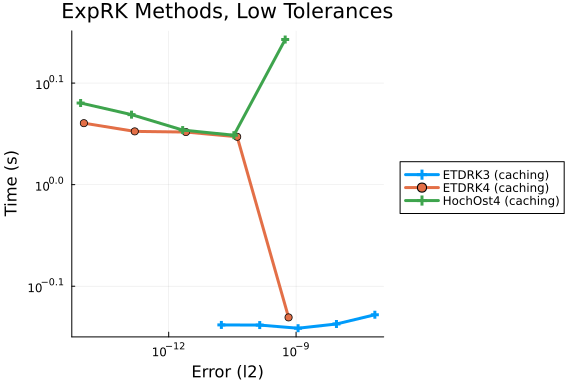 ExpRK Methods, Low Tolerances
10^0.1
10^0.0
10^-0.1
Time (s)
10^-12
10^-9
Error (l2)
ETDRK3 (caching)
ETDRK4 (caching)
HochOst4 (caching)